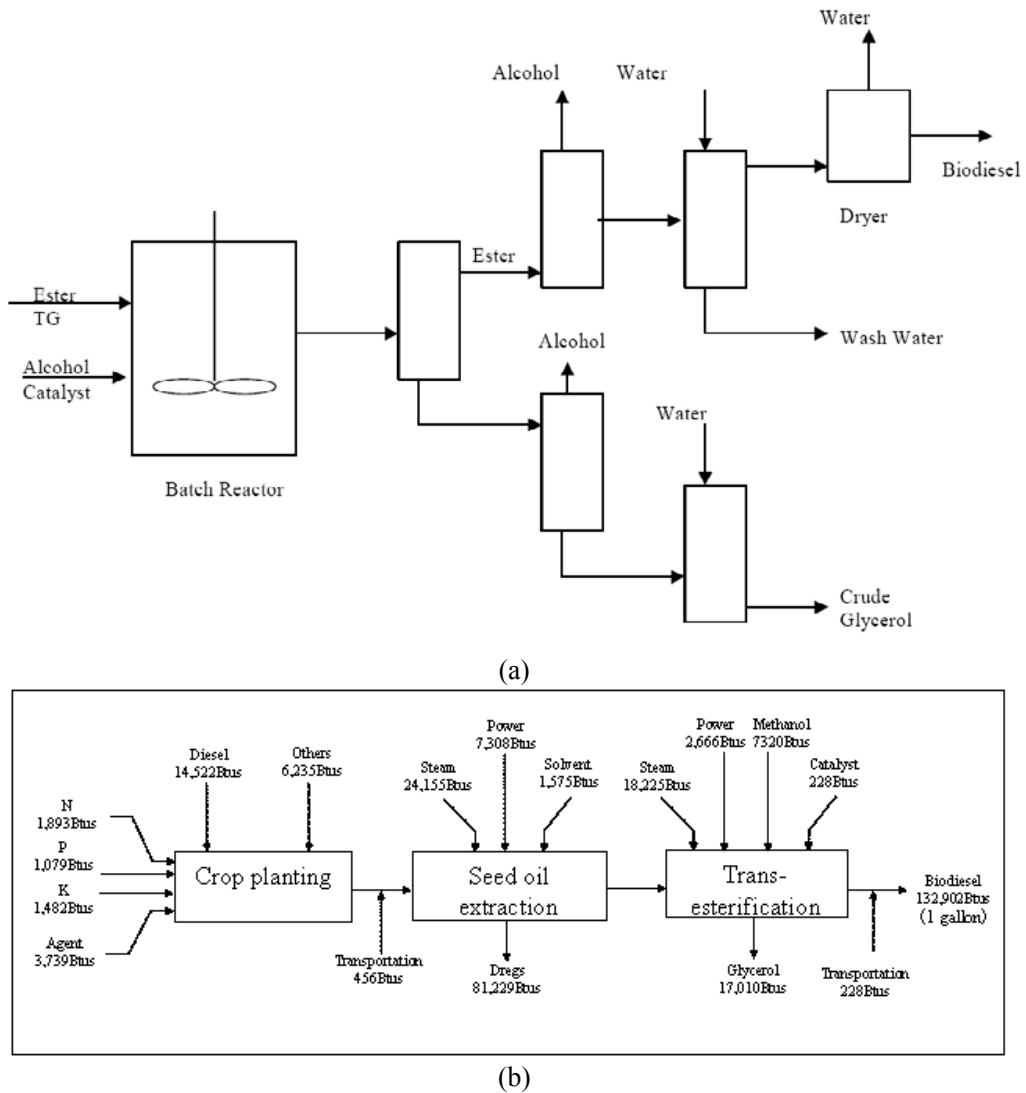 Water
Alcohol
Water
Biodiesel
Dryer
Ester
Ester
TG
Wash Water
Alcohol
Alcohol
Catalyst
Water
Batch Reactor
Crude
Glycerol
(a)
Power
7,308Btus
Power
2,666Btus
Methanol
7320Btus
Diesel
14,522Btus
Others
6,235Btus
Steam
24,155Btus
Solvent
1,575Btus
Steam
18,225Btus
Catalyst
228Btus
N
1,893Btus
P
1,079Btus
K
1,482Btus
Agent
3,739Btus
Crop planting
Seed oil
extraction
Trans-
esterification
Biodiesel
132,902Btus
(1 gallon)
Transportation
456Btus
Dregs
81,229Btus
Glycerol
17,010Btus
Transportation
228Btus
(b)